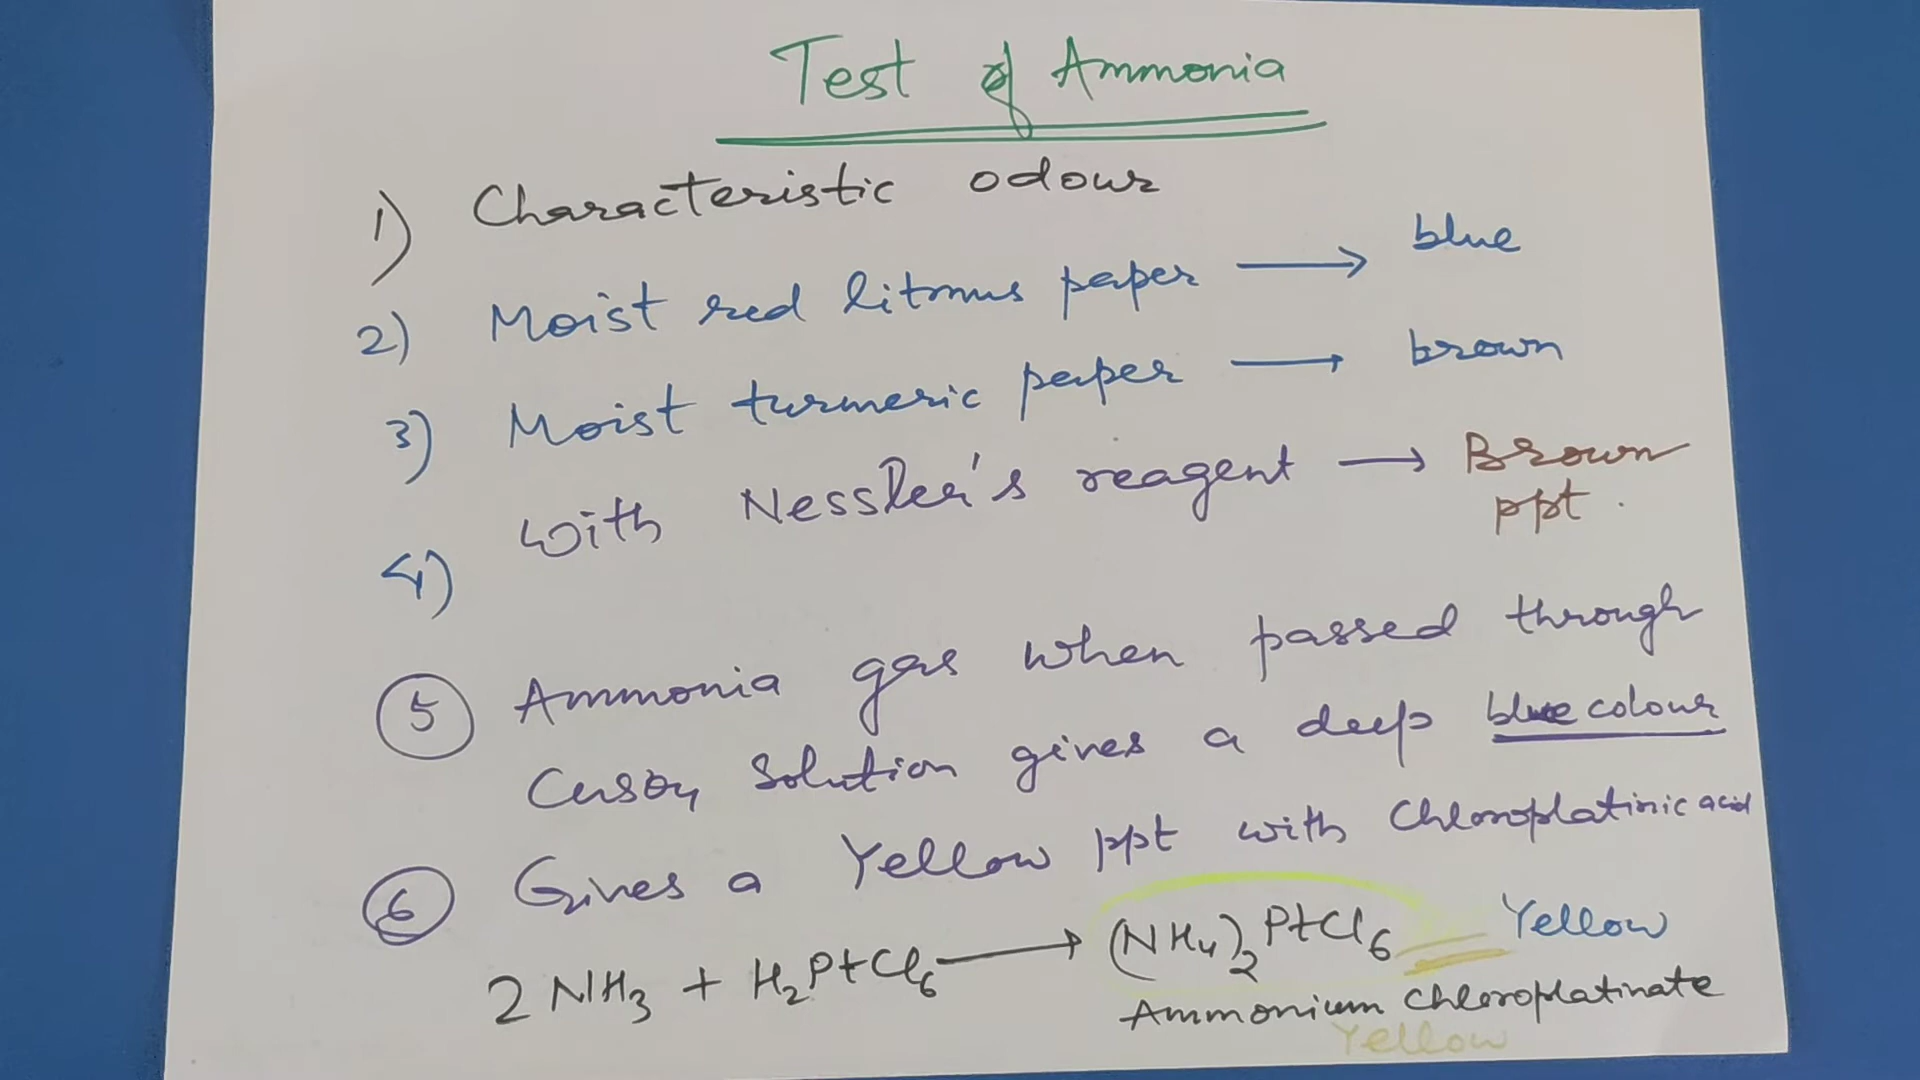 Test of Ammonia
1) Characteristic odour
2) Moist red litmus paper → blue
3) Moist turmeric paper → brown
4) with Nessler's reagent → Brown ppt.
5 Ammonia gas when passed through
CuSO4 solution gives a deep blue colour
6 Gives a Yellow ppt with Chloroplatinic acid
2 NH3 + H2PtCl6 → (NH4)2PtCl6 Yellow
Ammonium Chloroplatinate
Yellow